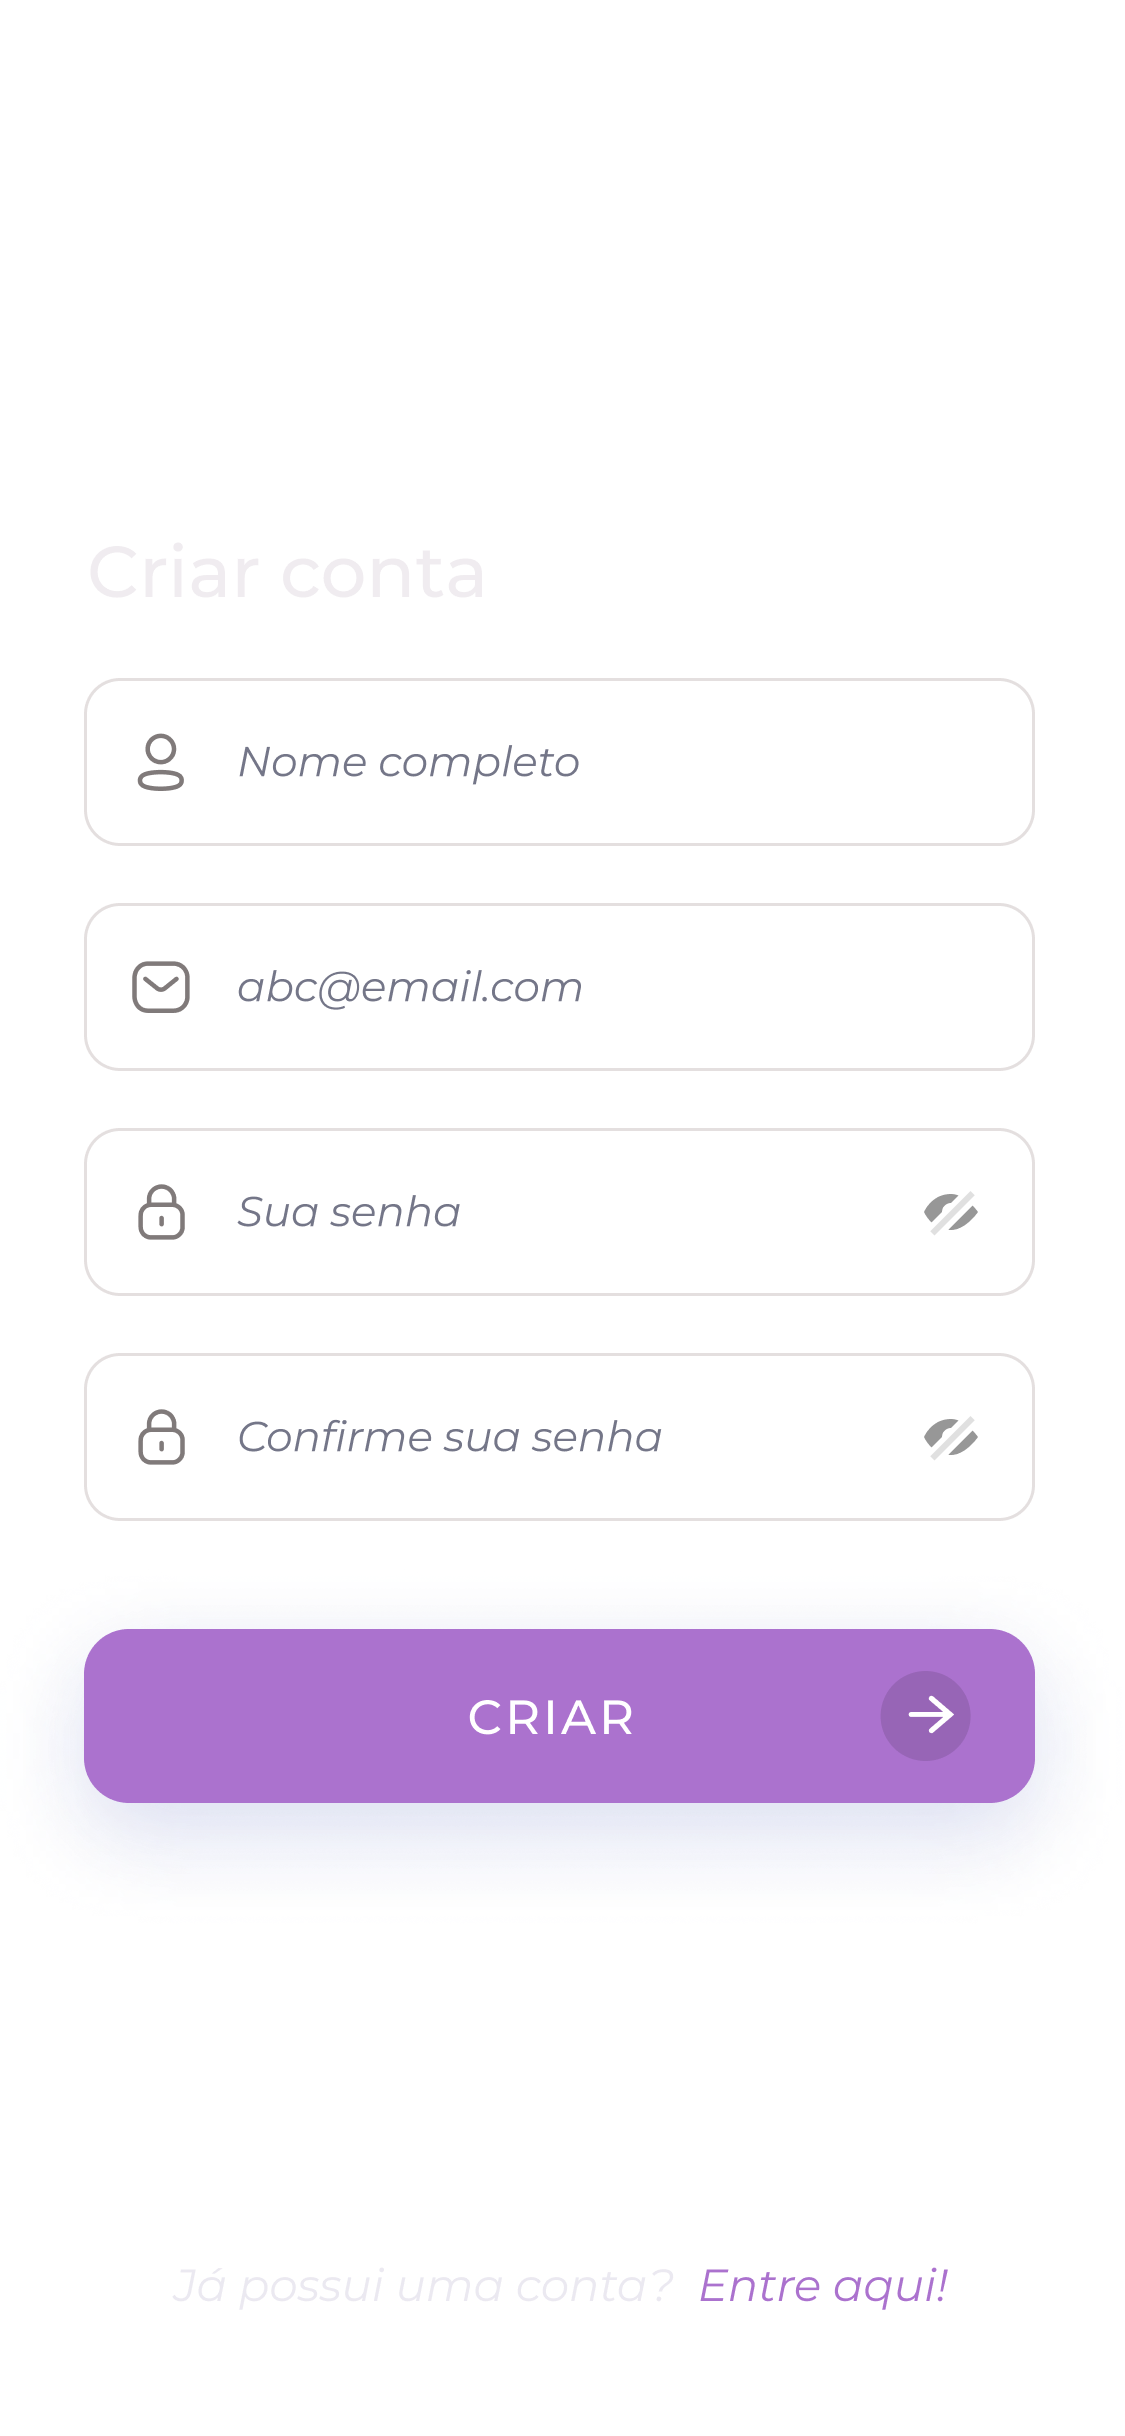 Criar conta
Nome completo
abc@email.com
Sua senha
Confirme sua senha
CRIAR
Já possui uma conta? Entre aqui!